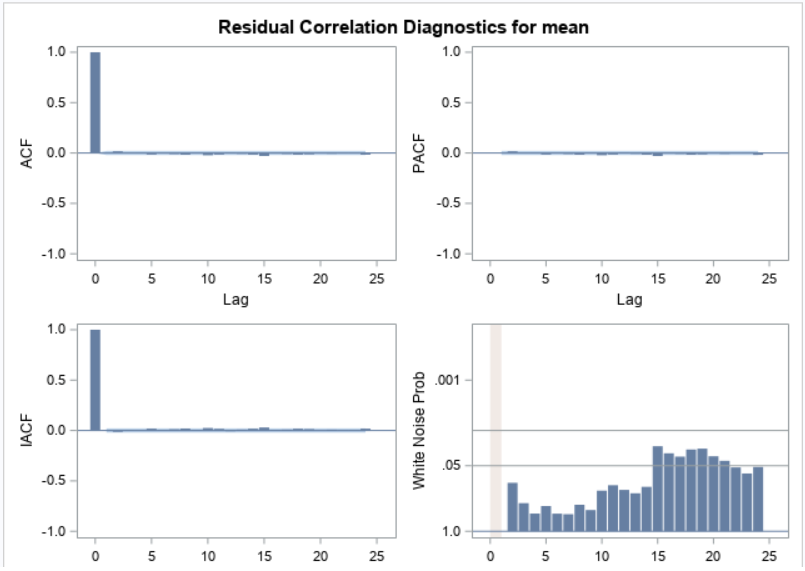 Residual Correlation Diagnostics for mean
1.0
0.5
0.0
-0.5
-1.0
ACF
0 5 10 15 20 25
Lag
1.0
0.5
0.0
-0.5
-1.0
PACF
0 5 10 15 20 25
Lag
1.0
0.5
0.0
-0.5
-1.0
IACF
0 5 10 15 20 25
.001
.05
1.0
White Noise Prob
0 5 10 15 20 25